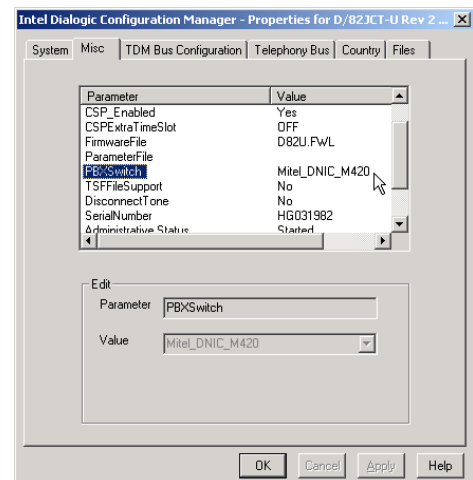 Intel Dialogic Configuration Manager - Properties for D/82JCT-U Rev 2 ...
System Misc TDM Bus Configuration Telephony Bus Country Files
Parameter Value
CSP_Enabled Yes
CSPExtraTimeSlot OFF
FirmwareFile D82U.FWL
ParameterFile
PBXSwitch Mitel_DNIC_M420
TSFFileSupport No
DisconnectTone No
SerialNumber HG031982
Administrative Status Started
Edit
Parameter PBXSwitch
Value Mitel_DNIC_M420
OK Cancel Apply Help